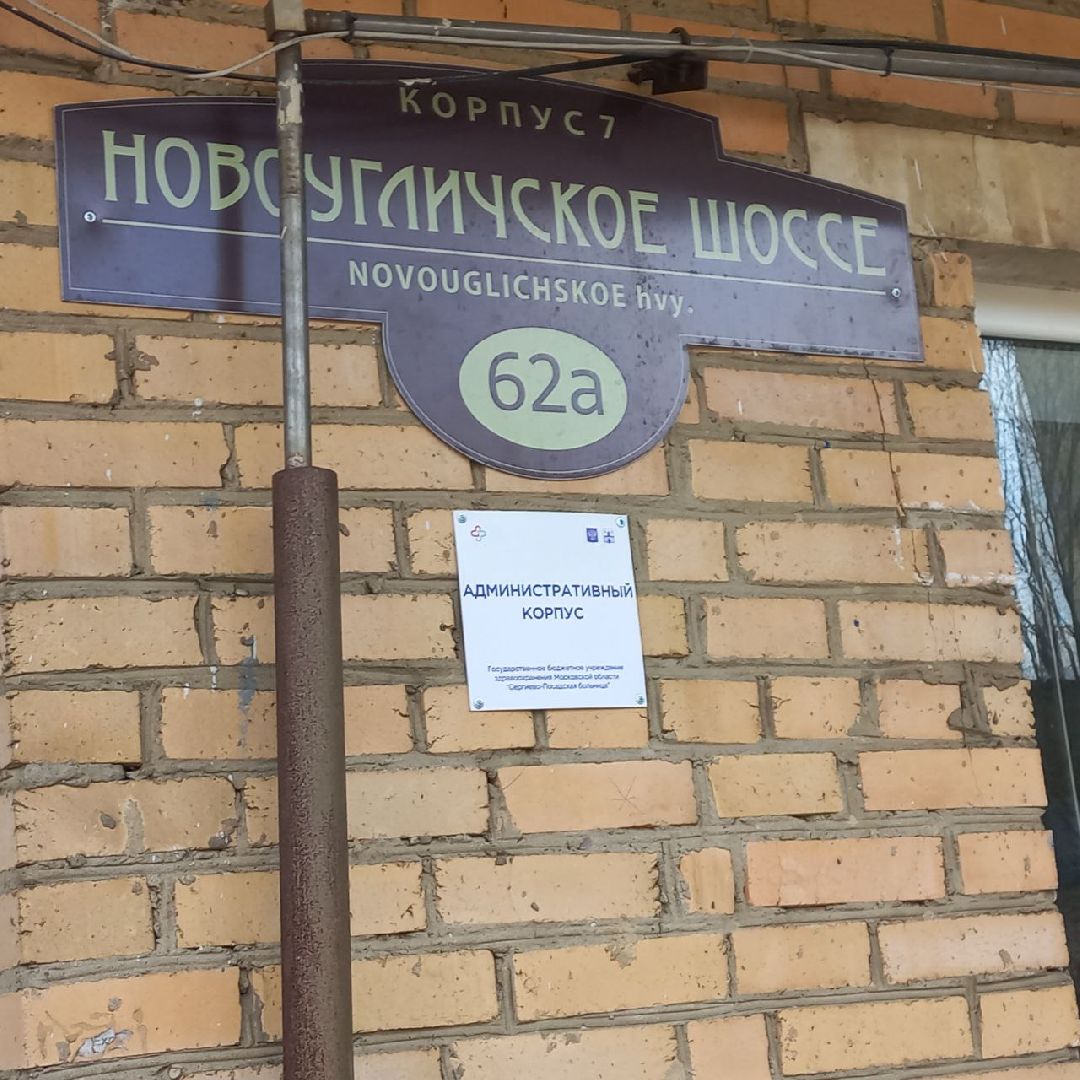 КОРПУС 7
НОВОУГЛИЧСКОЕ ШОССЕ
NOVOUGLICHSKOE hvy.
62а
АДМИНИСТРАТИВНЫЙ
КОРПУС
Государственное бюджетное учреждение
здравоохранения Московской области
"Сергиево-Посадская больница"